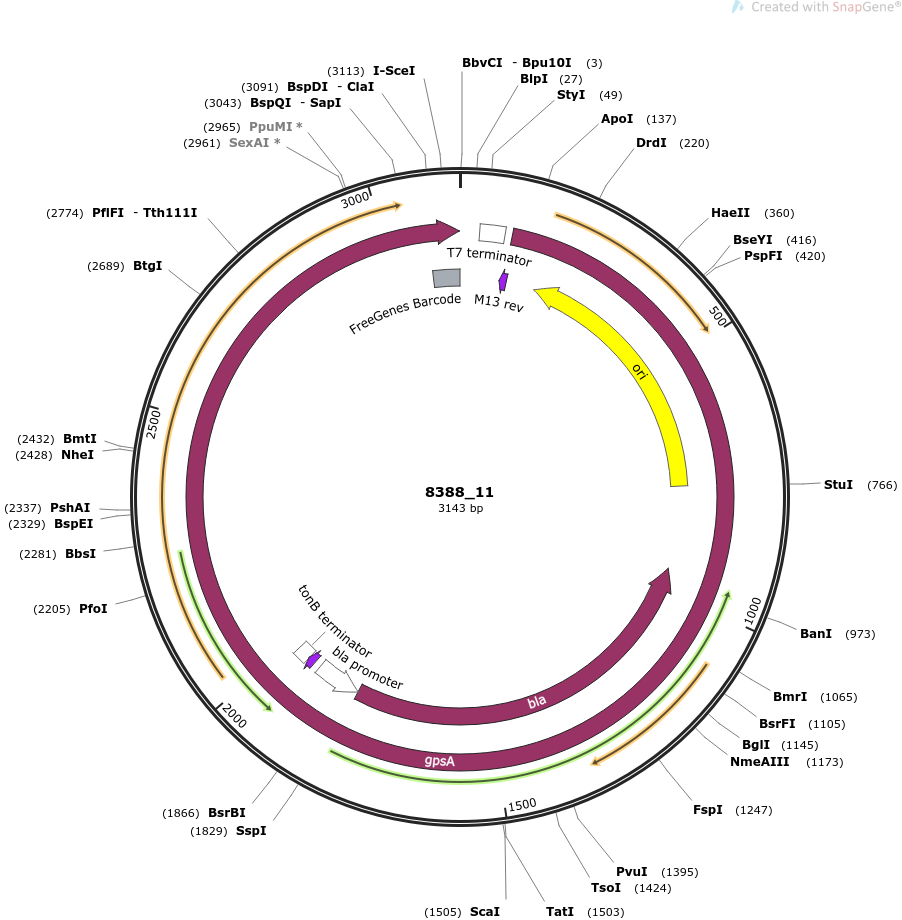 Created with SnapGene®
(3113) I-SceI
(3091) BspDI - ClaI
(3043) BspQI - SapI
(2965) PpuMI *
(2961) SexAI *
BbvCI - Bpu10I (3)
BlpI (27)
StyI (49)
ApoI (137)
DrdI (220)
HaeII (360)
BseYI (416)
PspFI (420)
StuI (766)
BanI (973)
BmrI (1065)
BsrFI (1105)
BglI (1145)
NmeAIII (1173)
FspI (1247)
PvuI (1395)
TsoI (1424)
TatI (1503)
(1505) ScaI
(1829) SspI
(1866) BsrBI
(2205) PfoI
(2281) BbsI
(2329) BspEI
(2337) PshAI
(2428) NheI
(2432) BmtI
(2689) BtgI
(2774) PflFI - Tth111I
3000
500
1000
1500
2000
2500
T7 terminator
M13 rev
FreeGenes Barcode
ori
8388_11
3143 bp
tonB terminator
bla promoter
bla
gpsA